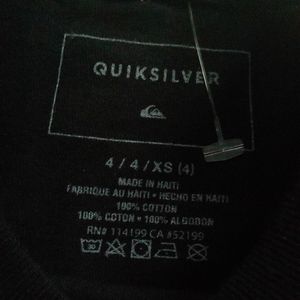 QUIKSILVER
4 / 4 / XS (4)
MADE IN HAITI
FABRIQUE AU HAITI • HECHO EN HAITI
100% COTTON
100% COTON • 100% ALGODON
RN# 114199 CA #52199